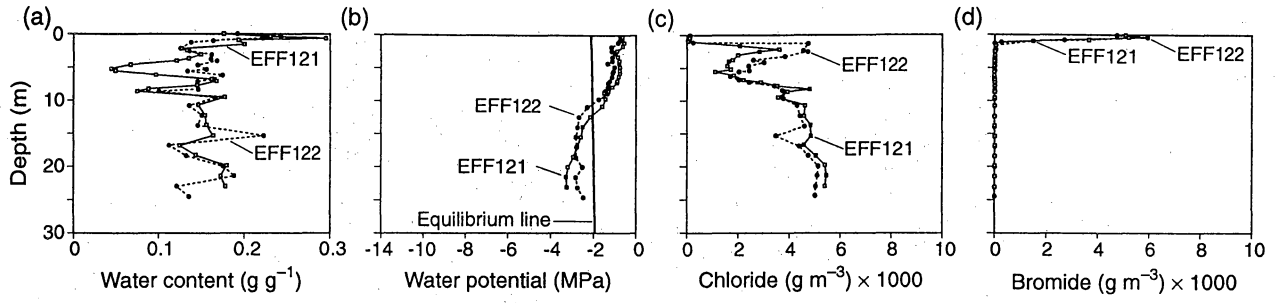 (a)
0
10
20
30
Depth (m)
EFF121
EFF122
0
0.1
0.2
0.3
Water content (g g⁻¹)
(b)
EFF122
EFF121
Equilibrium line
-14
-10
-8
-6
-4
-2
0
Water potential (MPa)
(c)
EFF122
EFF121
0
2
4
6
8
10
Chloride (g m⁻³) × 1000
(d)
EFF121
EFF122
0
2
4
6
8
10
Bromide (g m⁻³) × 1000